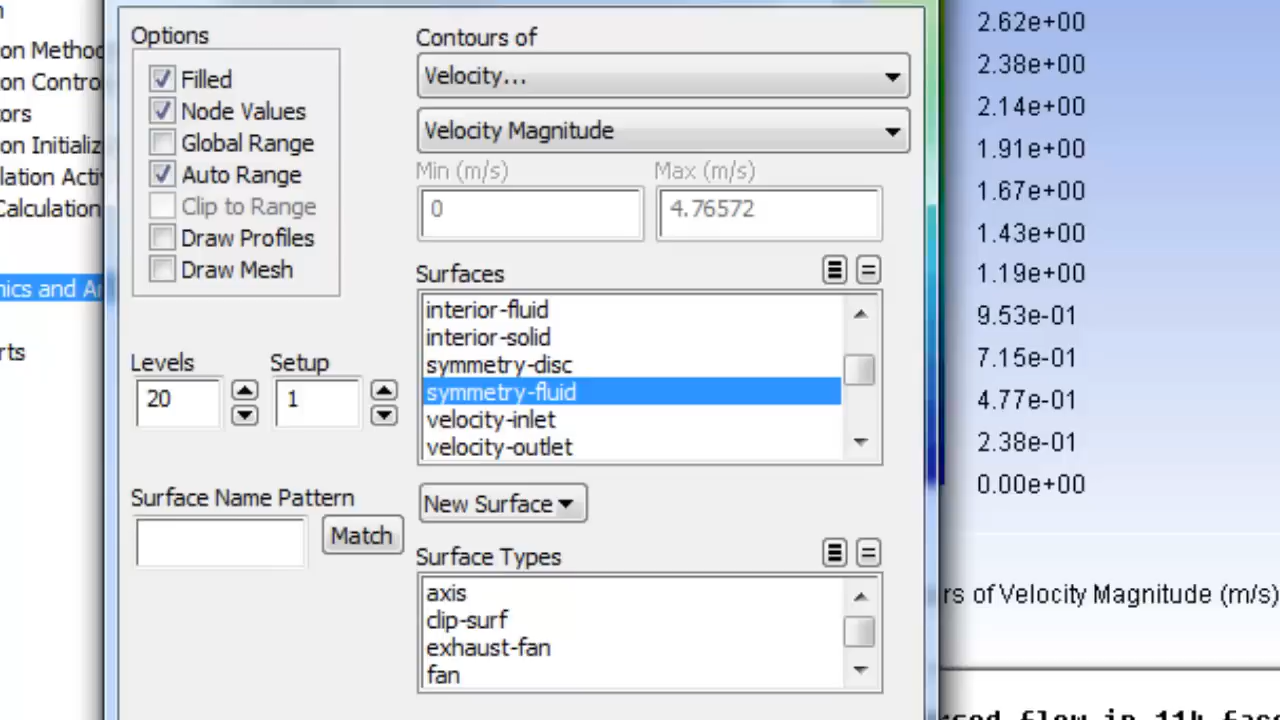 Options
Filled
Node Values
Global Range
Auto Range
Clip to Range
Draw Profiles
Draw Mesh
Contours of
Velocity...
Velocity Magnitude
Min (m/s)
Max (m/s)
0
4.76572
Surfaces
interior-fluid
interior-solid
symmetry-disc
symmetry-fluid
velocity-inlet
velocity-outlet
Levels
Setup
20
1
Surface Name Pattern
Match
New Surface
Surface Types
axis
clip-surf
exhaust-fan
fan
on Method
on Contro
ors
on Initializ
lation Acti
Calculation
nics and A
rts
2.62e+00
2.38e+00
2.14e+00
1.91e+00
1.67e+00
1.43e+00
1.19e+00
9.53e-01
7.15e-01
4.77e-01
2.38e-01
0.00e+00
rs of Velocity Magnitude (m/s)
flow in